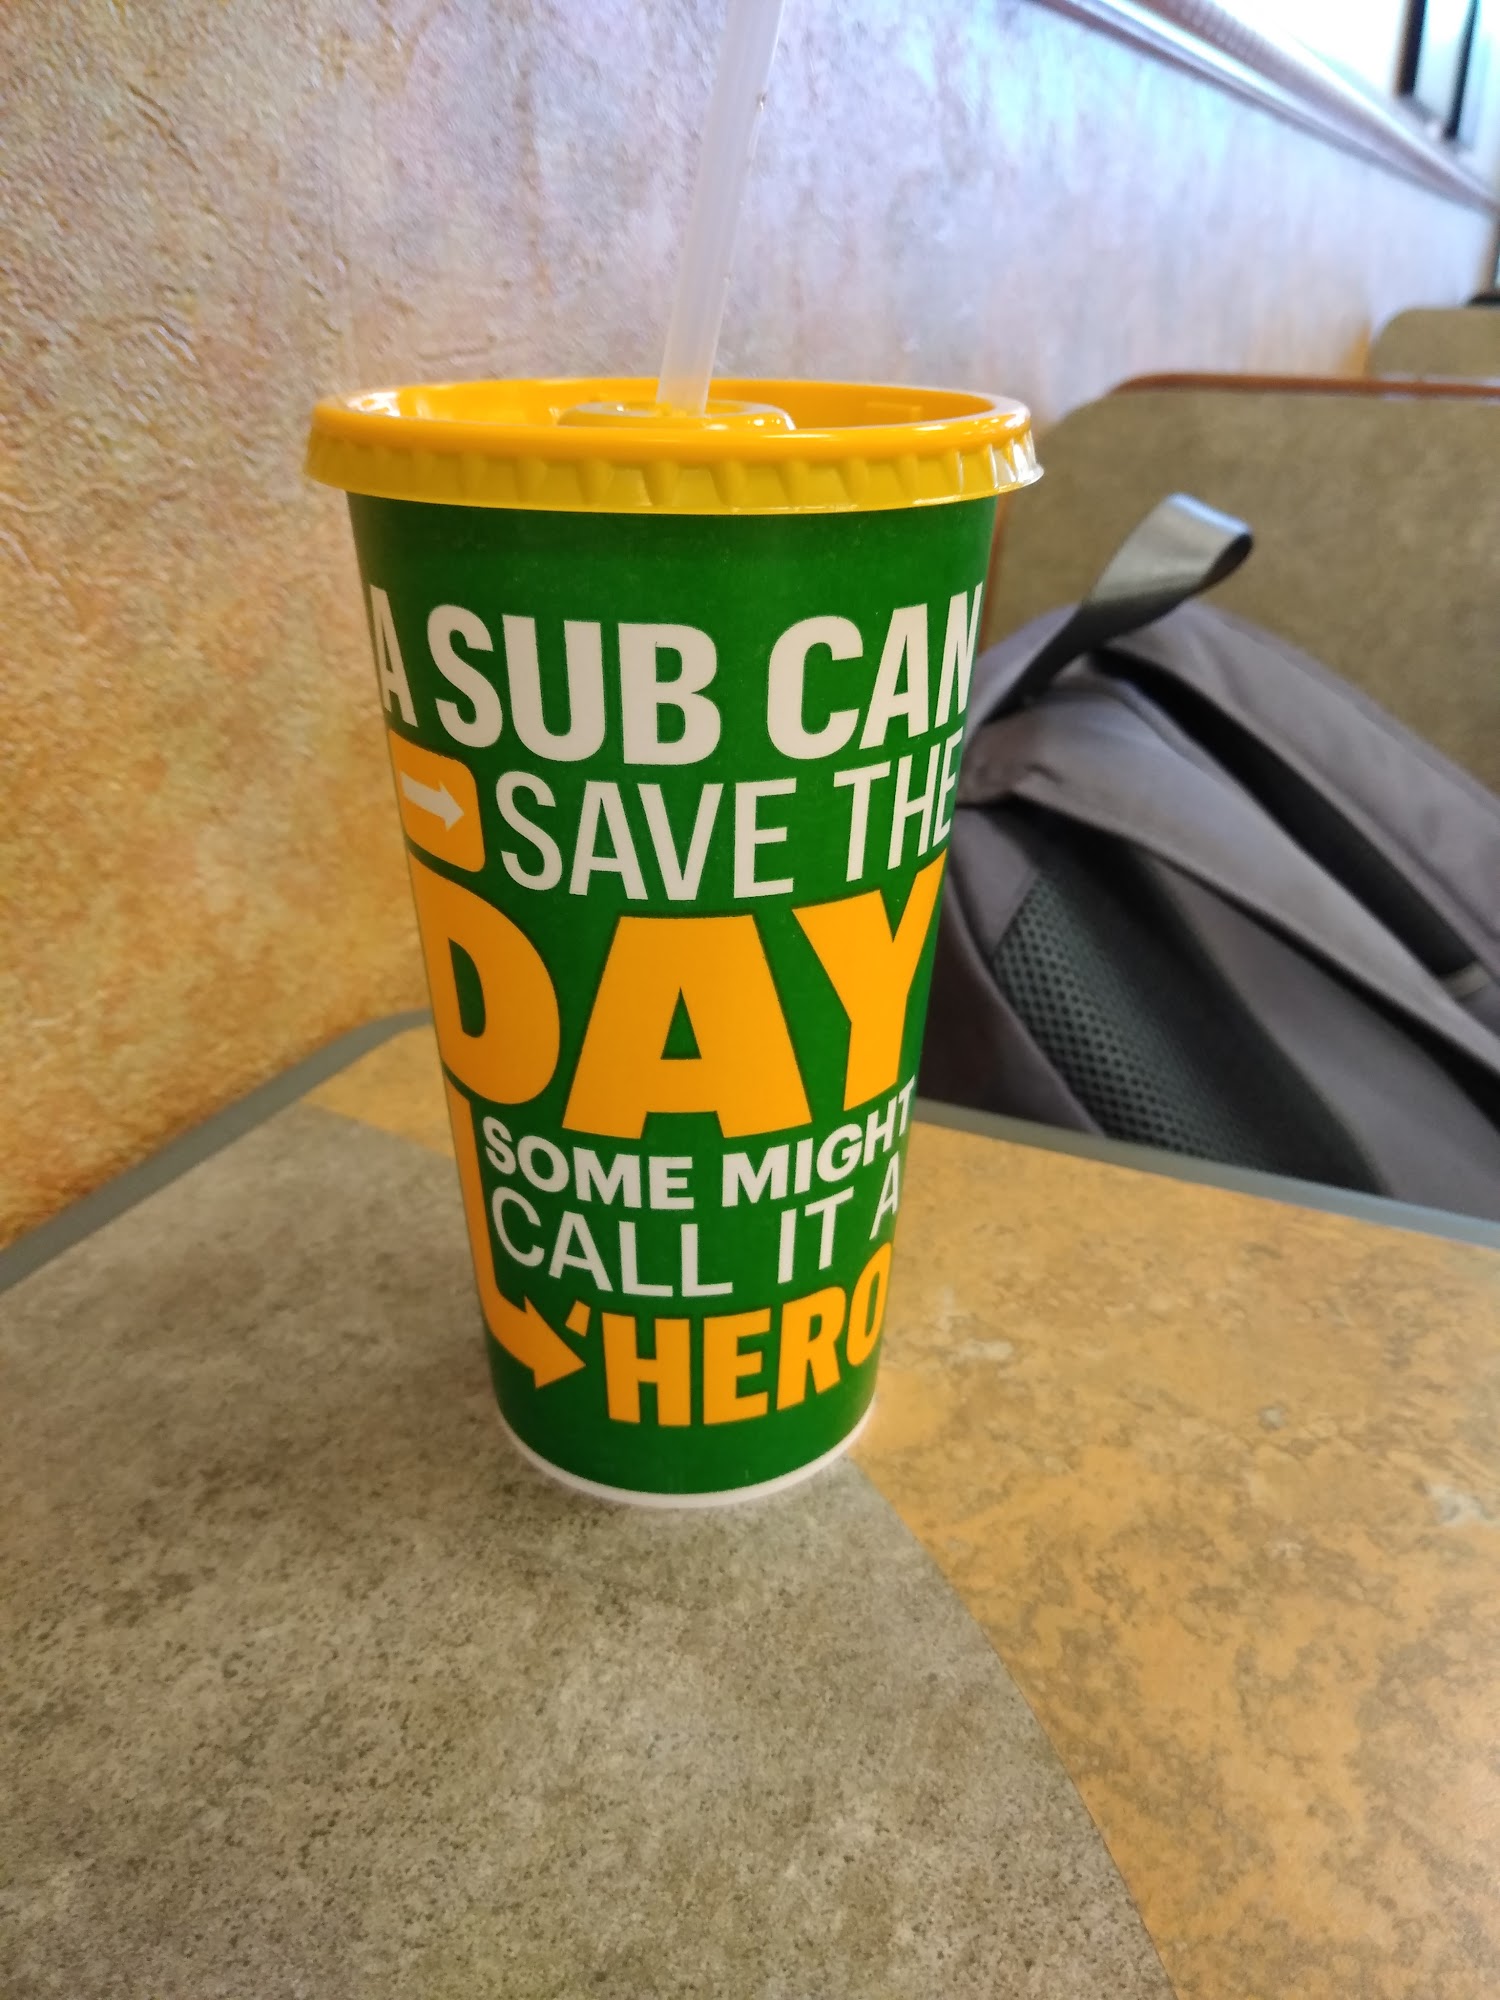 A SUB CAN
SAVE THE
DAY
SOME MIGHT
CALL IT A
'HERO